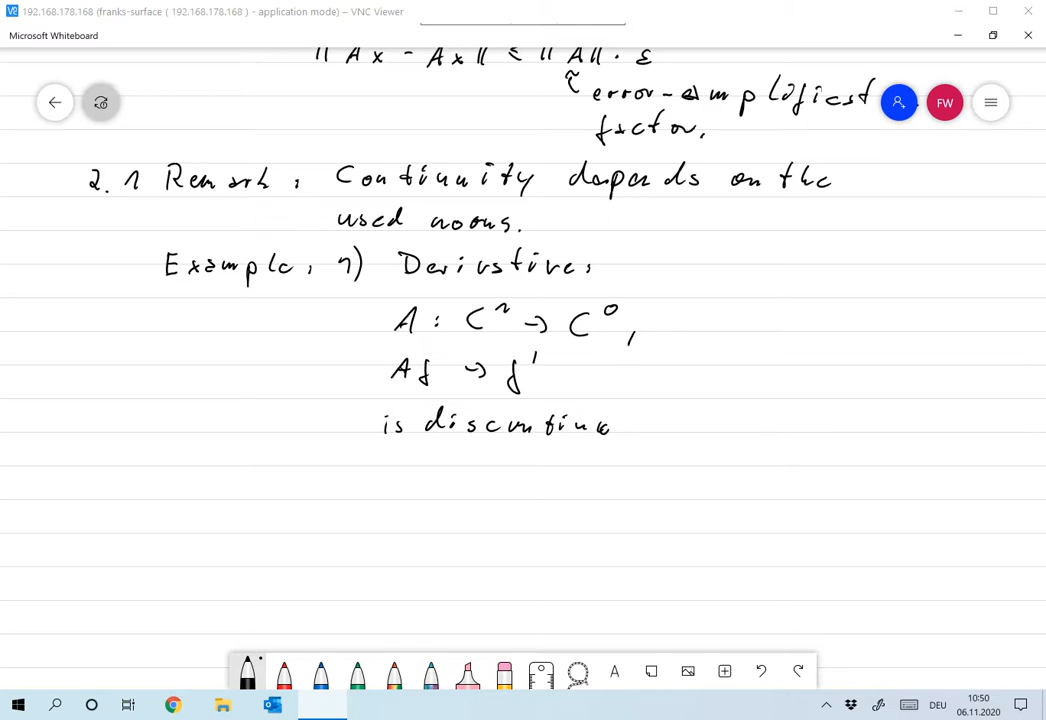 192.168.178.168 (franks-surface ( 192.168.178.168 ) - application mode) – VNC Viewer
Microsoft Whiteboard
|| Ax - Ax || ≤ || A || · ε
error-amplificat
factor.
FW
2.1 Remark: Continuity depends on the
used norms.
Example: 1) Derivative:
A : C¹ → C⁰,
Af → f'
is discontinu
A
DEU
10:50
06.11.2020